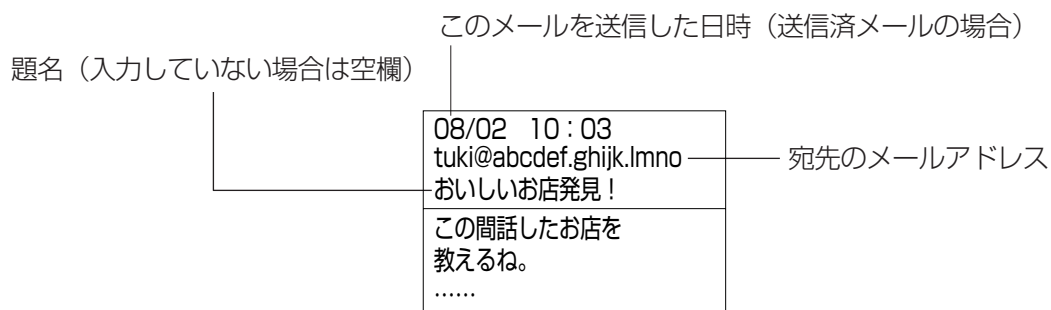 このメールを送信した日時（送信済メールの場合）
題名（入力していない場合は空欄）
08/02 10：03
tuki@abcdef.ghijk.lmno
宛先のメールアドレス
おいしいお店発見！
この間話したお店を
教えるね。
……